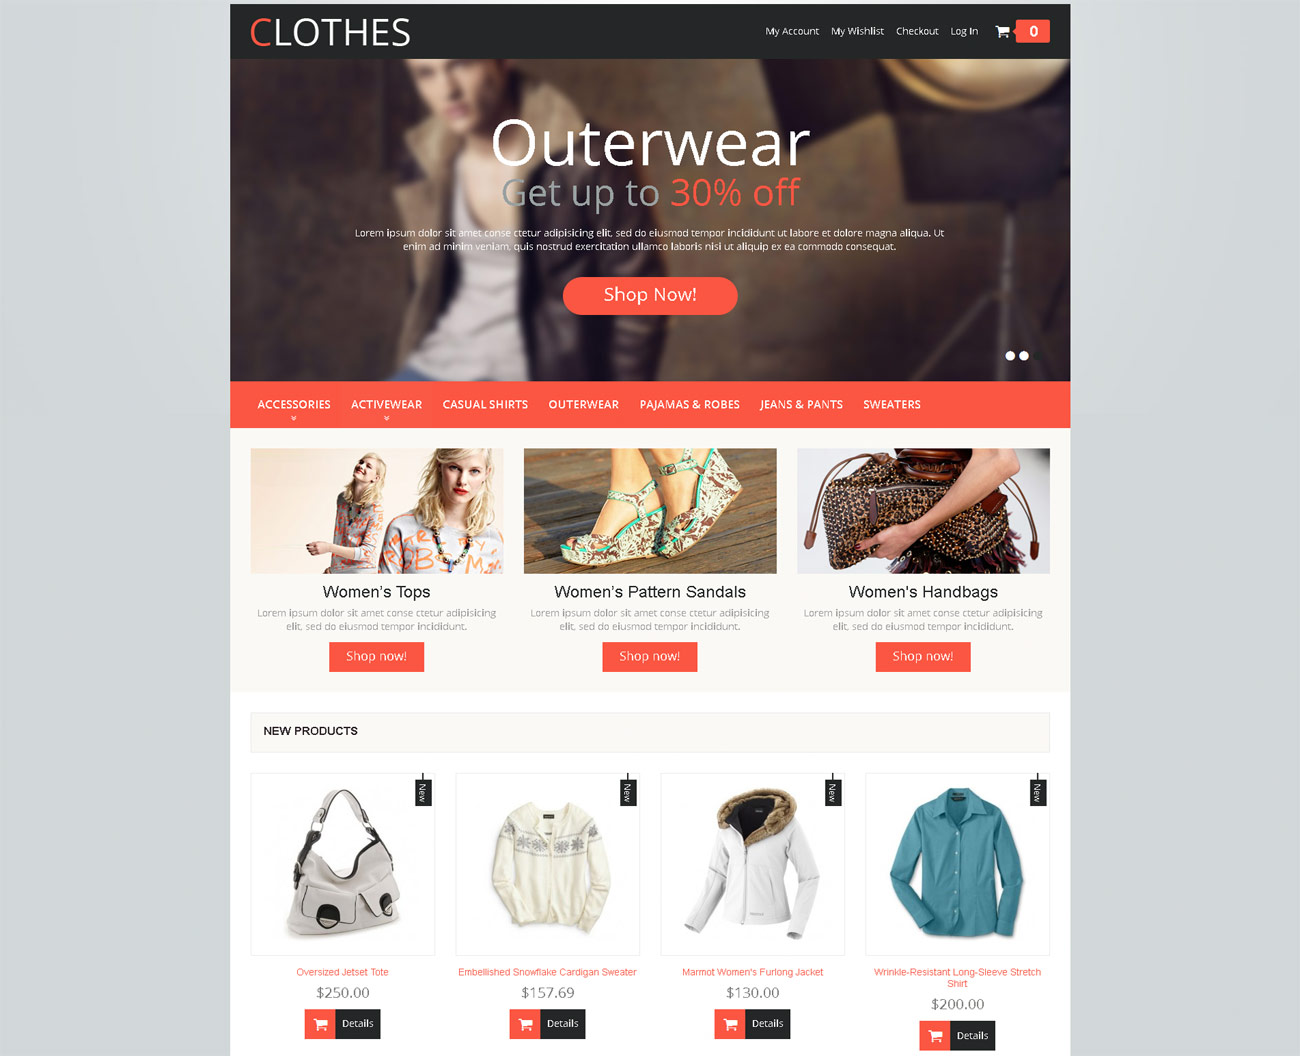 CLOTHES
My Account My Wishlist Checkout Log In 0
Outerwear
Get up to 30% off
Lorem ipsum dolor sit amet conse ctetur adipisicing elit, sed do eiusmod tempor incididunt ut labore et dolore magna aliqua. Ut
enim ad minim veniam, quis nostrud exercitation ullamco laboris nisi ut aliquip ex ea commodo consequat.
Shop Now!
ACCESSORIES ACTIVEWEAR CASUAL SHIRTS OUTERWEAR PAJAMAS & ROBES JEANS & PANTS SWEATERS
Women’s Tops
Lorem ipsum dolor sit amet conse ctetur adipisicing
elit, sed do eiusmod tempor incididunt.
Shop now!
Women’s Pattern Sandals
Lorem ipsum dolor sit amet conse ctetur adipisicing
elit, sed do eiusmod tempor incididunt.
Shop now!
Women's Handbags
Lorem ipsum dolor sit amet conse ctetur adipisicing
elit, sed do eiusmod tempor incididunt.
Shop now!
NEW PRODUCTS
New
Oversized Jetset Tote
$250.00
Details
New
Embellished Snowflake Cardigan Sweater
$157.69
Details
New
Marmot Women's Furlong Jacket
$130.00
Details
New
Wrinkle-Resistant Long-Sleeve Stretch
Shirt
$200.00
Details